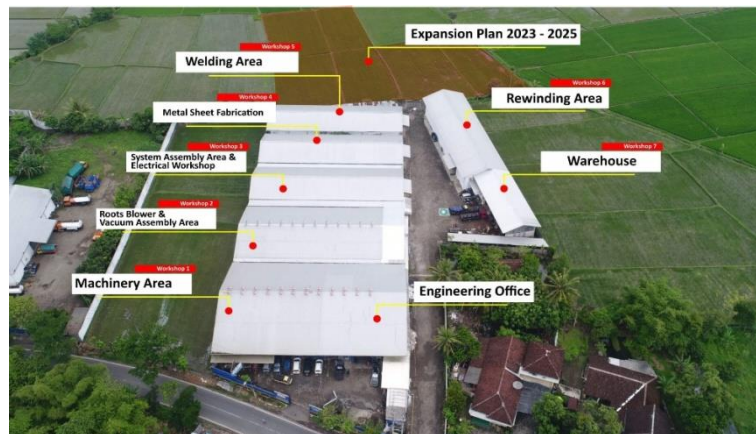 Expansion Plan 2023 - 2025
Workshop 5
Welding Area
Workshop 6
Rewinding Area
Workshop 4
Metal Sheet Fabrication
Workshop 3
System Assembly Area &
Electrical Workshop
Workshop 7
Warehouse
Workshop 2
Roots Blower &
Vacuum Assembly Area
Workshop 1
Machinery Area
Engineering Office